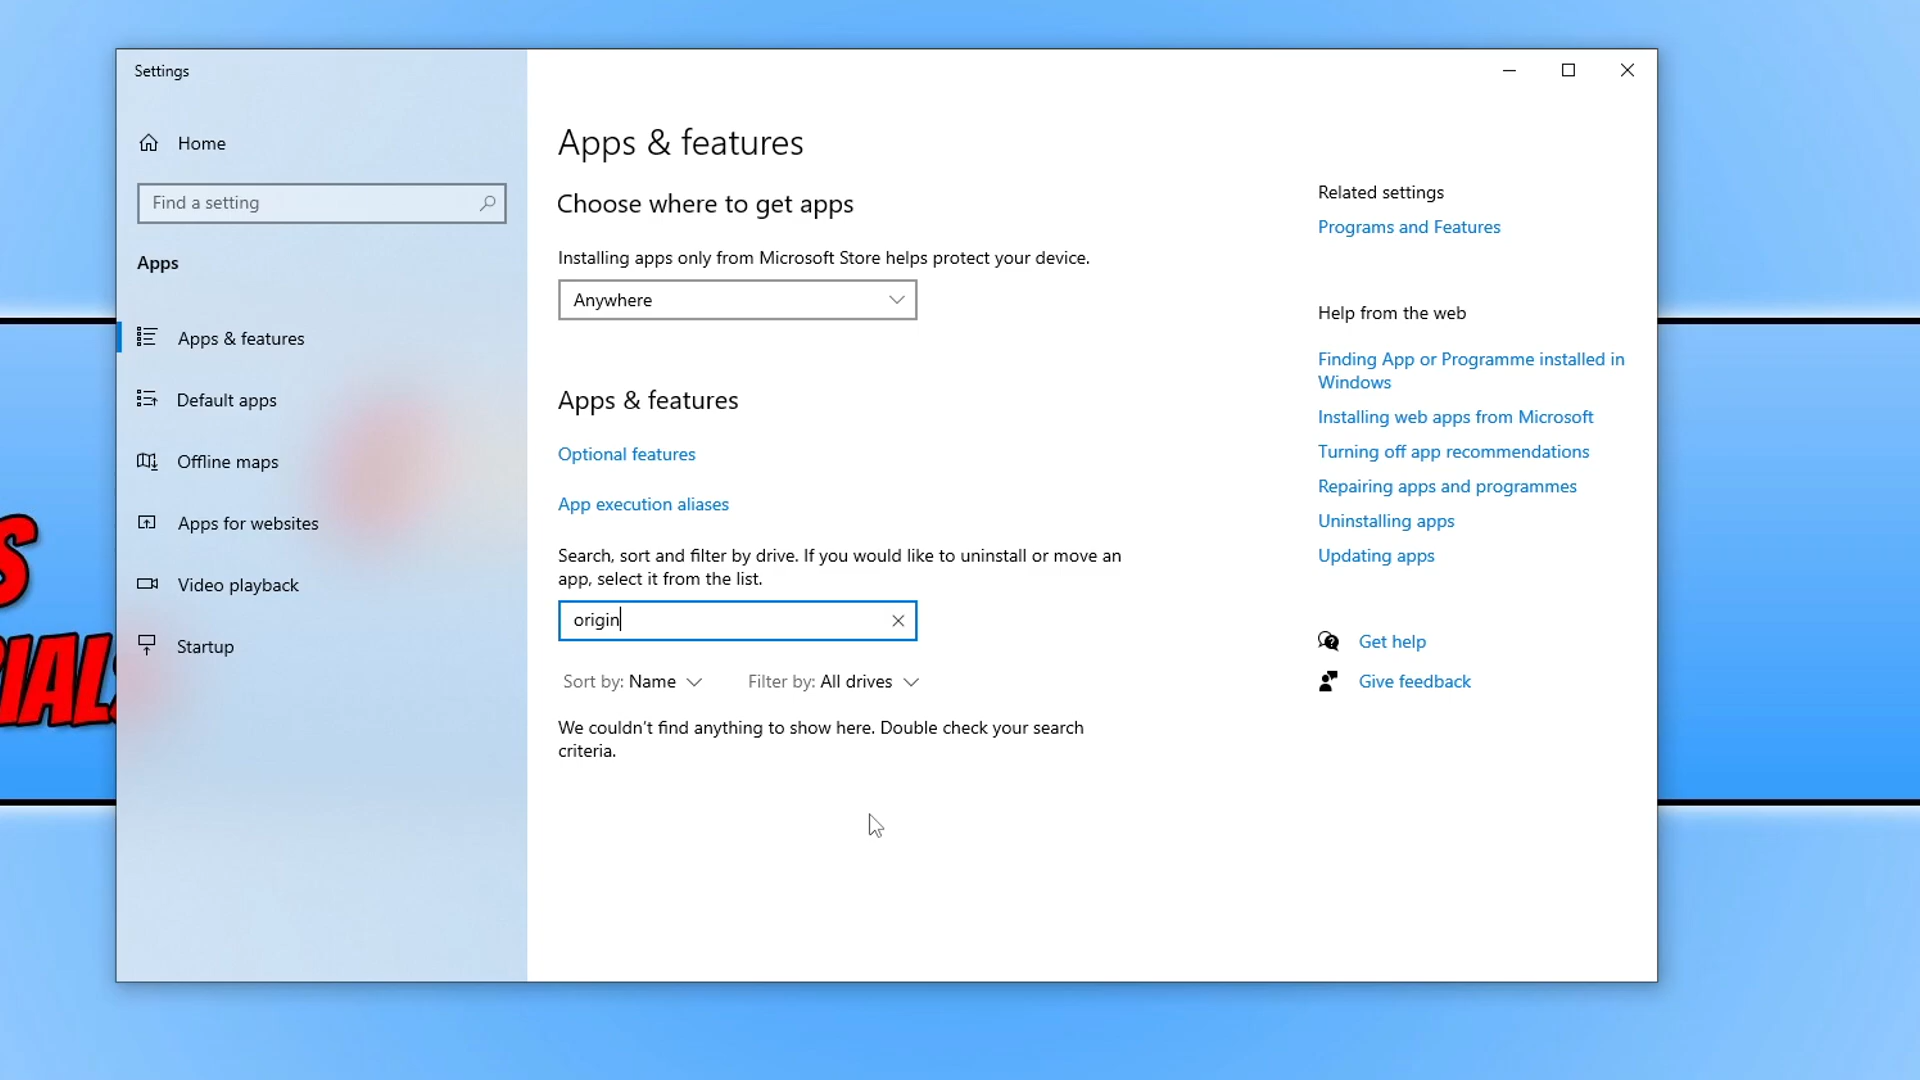 Settings
Home
Find a setting
Apps
Apps & features
Default apps
Offline maps
Apps for websites
Video playback
Startup
Apps & features
Choose where to get apps
Installing apps only from Microsoft Store helps protect your device.
Anywhere
Apps & features
Optional features
App execution aliases
Search, sort and filter by drive. If you would like to uninstall or move an
app, select it from the list.
origin
Sort by: Name
Filter by: All drives
We couldn't find anything to show here. Double check your search
criteria.
Related settings
Programs and Features
Help from the web
Finding App or Programme installed in
Windows
Installing web apps from Microsoft
Turning off app recommendations
Repairing apps and programmes
Uninstalling apps
Updating apps
Get help
Give feedback